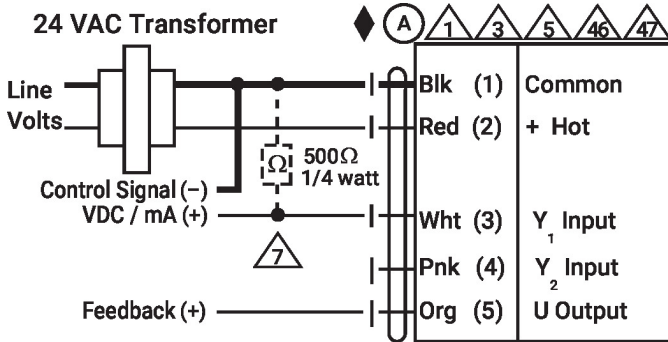 24 VAC Transformer
A 1 3 5 46 47
Line
Volts
Blk (1) Common
Red (2) + Hot
Ω 500Ω
1/4 watt
Control Signal (−)
VDC / mA (+)
Wht (3) Y1 Input
7
Pnk (4) Y2 Input
Feedback (+)
Org (5) U Output